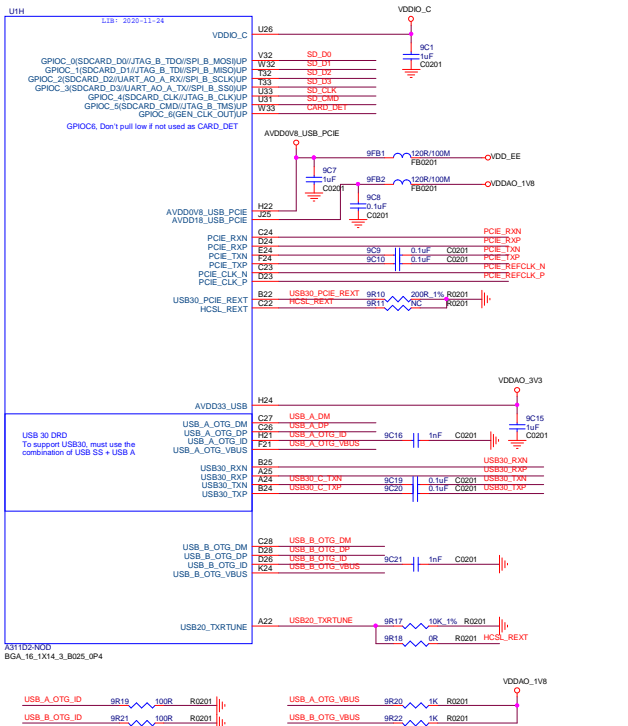 U1H
LIB: 2020-11-24
VDDIO_C
VDDIO_C U26
9C1
1uF
C0201
GPIOC_0(SDCARD_D0//JTAG_B_TDO//SPI_B_MOSI)UP V32 SD_D0
GPIOC_1(SDCARD_D1//JTAG_B_TDI//SPI_B_MISO)UP W32 SD_D1
GPIOC_2(SDCARD_D2//UART_AO_A_RX//SPI_B_SCLK)UP T32 SD_D2
GPIOC_3(SDCARD_D3//UART_AO_A_TX//SPI_B_SS0)UP T33 SD_D3
GPIOC_4(SDCARD_CLK//JTAG_B_CLK)UP U33 SD_CLK
GPIOC_5(SDCARD_CMD//JTAG_B_TMS)UP U31 SD_CMD
GPIOC_6(GEN_CLK_OUT)UP W33 CARD_DET
GPIOC6, Don't pull low if not used as CARD_DET
AVDD0V8_USB_PCIE
9FB1 120R/100M VDD_EE
FB0201
9C7
1uF
C0201
9FB2 120R/100M VDDAO_1V8
FB0201
9C8
0.1uF
C0201
AVDD0V8_USB_PCIE H22
AVDD18_USB_PCIE J25
PCIE_RXN C24 PCIE_RXN
PCIE_RXP D24 PCIE_RXP
PCIE_TXN E24 9C9 0.1uF C0201 PCIE_TXN
PCIE_TXP F24 9C10 0.1uF C0201 PCIE_TXP
PCIE_CLK_N C23 PCIE_REFCLK_N
PCIE_CLK_P D23 PCIE_REFCLK_P
USB30_PCIE_REXT B22 USB30_PCIE_REXT 9R10 200R_1% R0201
HCSL_REXT C22 HCSL_REXT 9R11 NC R0201
VDDAO_3V3
AVDD33_USB H24
9C15
1uF
C0201
USB 30 DRD
To support USB30, must use the
combination of USB SS + USB A
USB_A_OTG_DM C27 USB_A_DM
USB_A_OTG_DP C26 USB_A_DP
USB_A_OTG_ID H21 USB_A_OTG_ID 9C16 1nF C0201
USB_A_OTG_VBUS F21 USB_A_OTG_VBUS
USB30_RXN B25 USB30_RXN
USB30_RXP A25 USB30_RXP
USB30_TXN A24 USB30_C_TXN 9C19 0.1uF C0201 USB30_TXN
USB30_TXP B24 USB30_C_TXP 9C20 0.1uF C0201 USB30_TXP
USB_B_OTG_DM C28 USB_B_OTG_DM
USB_B_OTG_DP D28 USB_B_OTG_DP
USB_B_OTG_ID D26 USB_B_OTG_ID 9C21 1nF C0201
USB_B_OTG_VBUS K24 USB_B_OTG_VBUS
USB20_TXRTUNE A22 USB20_TXRTUNE 9R17 10K_1% R0201
9R18 0R R0201 HCSL_REXT
A311D2-NOD
BGA_16_1X14_3_B025_0P4
VDDAO_1V8
USB_A_OTG_ID 9R19 100R R0201 USB_A_OTG_VBUS 9R20 1K R0201
USB_B_OTG_ID 9R21 100R R0201 USB_B_OTG_VBUS 9R22 1K R0201